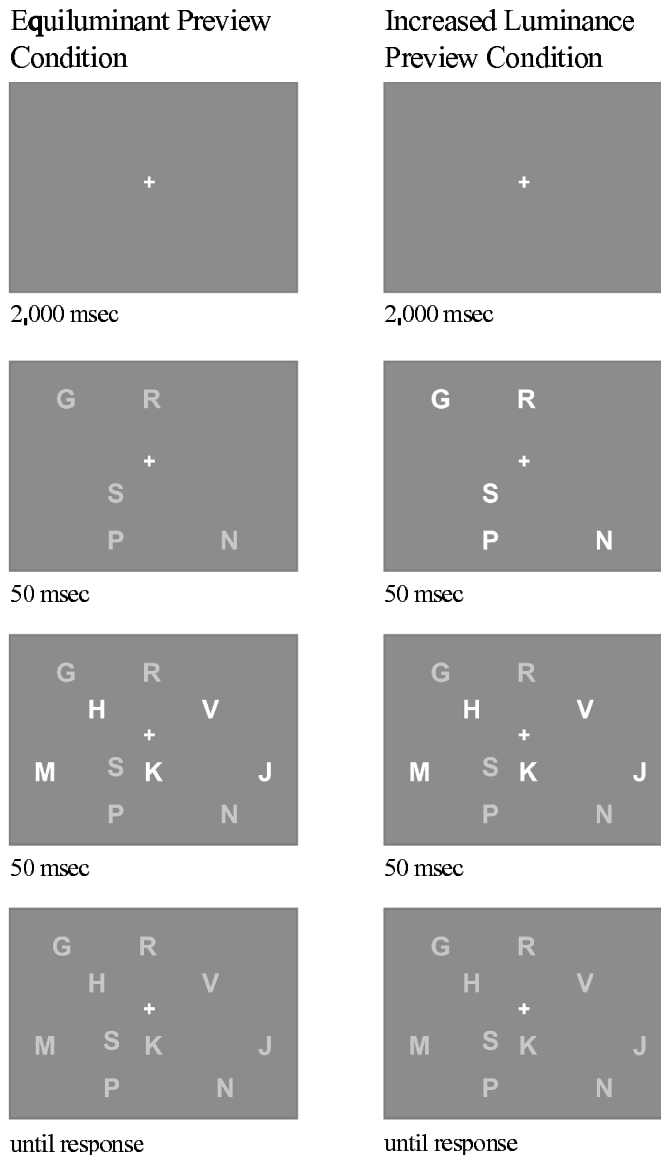 Equiluminant Preview
Condition
Increased Luminance
Preview Condition
+
+
2,000 msec
2,000 msec
G R
+
S
P N
G R
+
S
P N
50 msec
50 msec
G R
H V
+
M S K J
P N
G R
H V
+
M S K J
P N
50 msec
50 msec
G R
H V
+
M S K J
P N
G R
H V
+
M S K J
P N
until response
until response